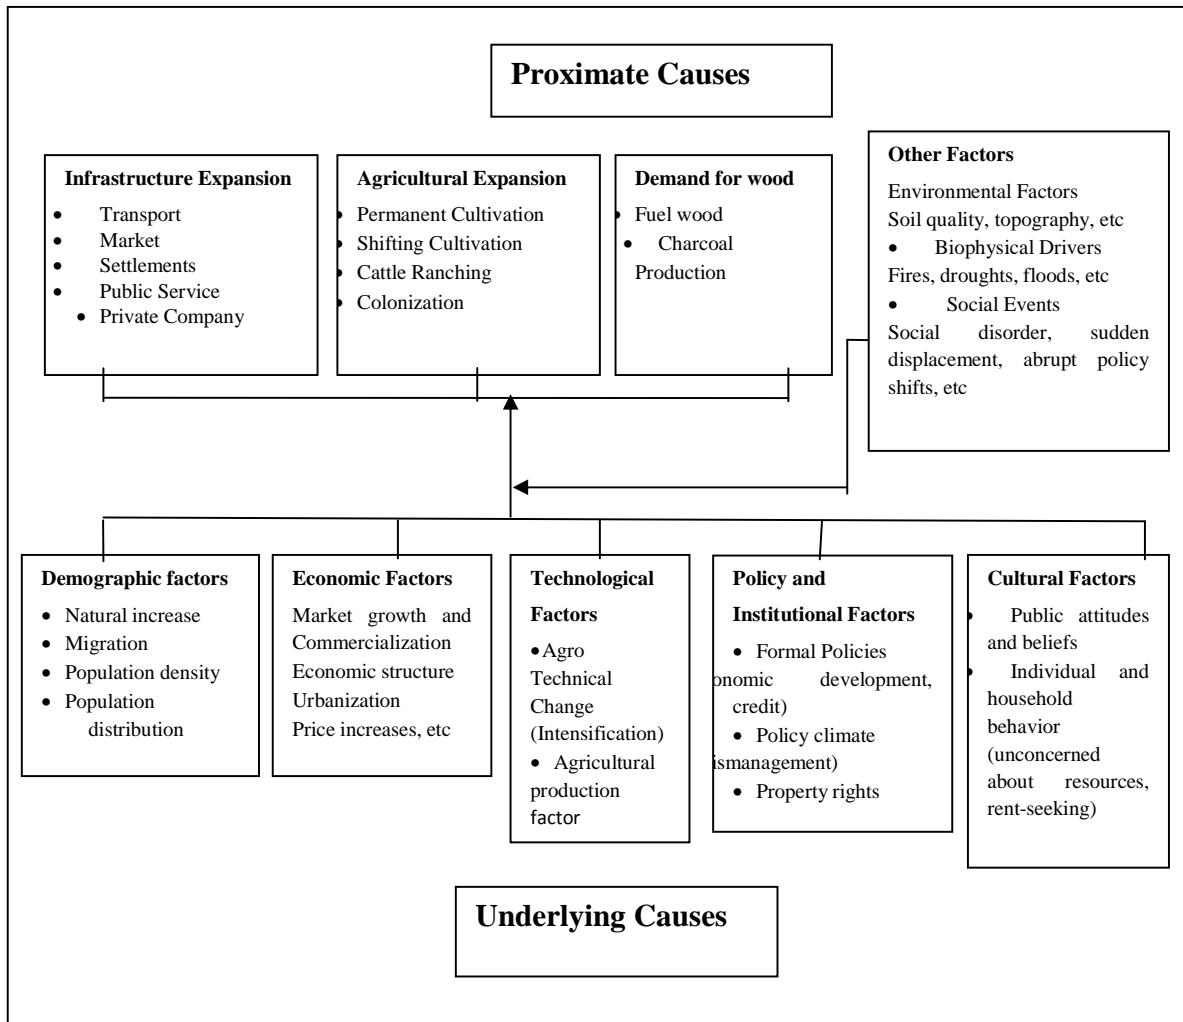 Proximate Causes
Infrastructure Expansion
• Transport
• Market
• Settlements
• Public Service
• Private Company
Agricultural Expansion
• Permanent Cultivation
• Shifting Cultivation
• Cattle Ranching
• Colonization
Demand for wood
• Fuel wood
• Charcoal
Production
Other Factors
Environmental Factors
Soil quality, topography, etc
• Biophysical Drivers
Fires, droughts, floods, etc
• Social Events
Social disorder, sudden
displacement, abrupt policy
shifts, etc
Demographic factors
• Natural increase
• Migration
• Population density
• Population
distribution
Economic Factors
Market growth and
Commercialization
Economic structure
Urbanization
Price increases, etc
Technological
Factors
•Agro
Technical
Change
(Intensification)
• Agricultural
production
factor
Policy and
Institutional Factors
• Formal Policies
onomic development,
credit)
• Policy climate
ismanagement)
• Property rights
Cultural Factors
• Public attitudes
and beliefs
• Individual and
household
behavior
(unconcerned
about resources,
rent-seeking)
Underlying Causes